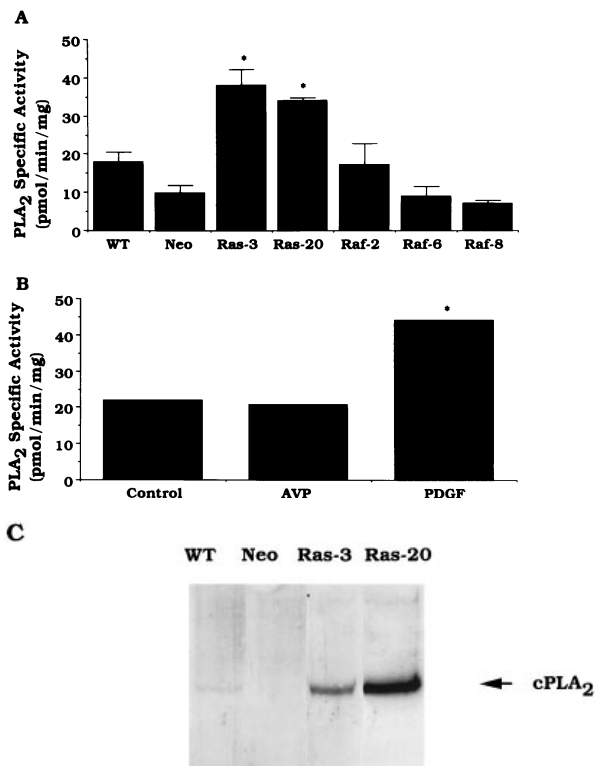 A
PLA2 Specific Activity
(pmol/min/mg)
50
40
30
20
10
0
* *
WT Neo Ras-3 Ras-20 Raf-2 Raf-6 Raf-8
B
PLA2 Specific Activity
(pmol/min/mg)
50
40
30
20
10
0
*
Control AVP PDGF
C
WT Neo Ras-3 Ras-20
cPLA2